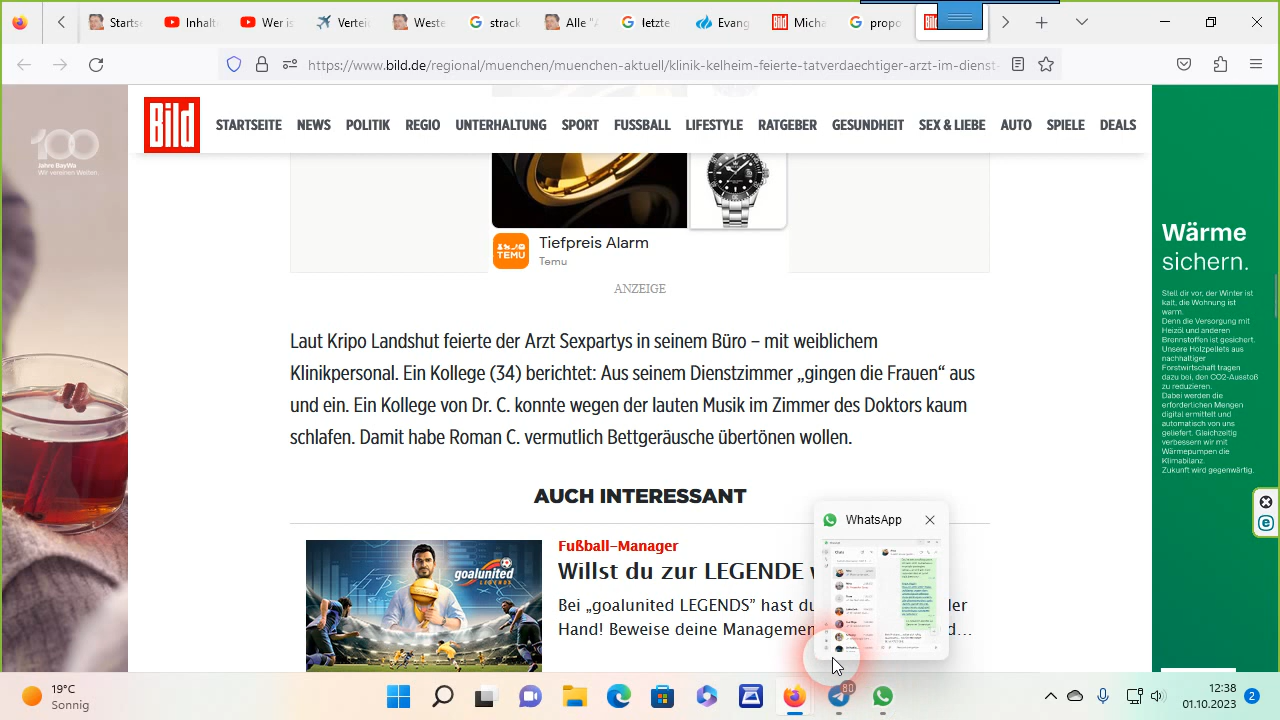 Startse
Inhalt
Startse
Verteid
Weste
strack
Alle "A
letzte
Evang
Micha
propo
https://www.bild.de/regional/muenchen/muenchen-aktuell/klinik-kelheim-feierte-tatverdaechtiger-arzt-im-dienst-
Bild
STARTSEITE NEWS POLITIK REGIO UNTERHALTUNG SPORT FUSSBALL LIFESTYLE RATGEBER GESUNDHEIT SEX & LIEBE AUTO SPIELE DEALS
100
Jahre BayWa
Wir vereinen Welten.
TEMU
Tiefpreis Alarm
Temu
ANZEIGE
Laut Kripo Landshut feierte der Arzt Sexpartys in seinem Büro – mit weiblichem
Klinikpersonal. Ein Kollege (34) berichtet: Aus seinem Dienstzimmer „gingen die Frauen“ aus
und ein. Ein Kollege von Dr. C. konnte wegen der lauten Musik im Zimmer des Doktors kaum
schlafen. Damit habe Robert C. vermutlich Bettgeräusche übertönen wollen.
AUCH INTERESSANT
goalunited
LEGENDS
Fußball-Manager
Willst du zur LEGENDE
Bei „goalunited LEGENDS” hast du
Hand! Beweise deine Managemen
WhatsApp
Wärme
sichern.
Stell dir vor, der Winter ist
kalt, die Wohnung ist
warm.
Denn die Versorgung mit
Heizöl und anderen
Brennstoffen ist gesichert.
Unsere Holzpellets aus
nachhaltiger
Forstwirtschaft tragen
dazu bei, den CO2-Ausstoß
zu reduzieren.
Dabei werden die
erforderlichen Mengen
digital ermittelt und
automatisch von uns
geliefert. Gleichzeitig
verbessern wir mit
Wärmepumpen die
Klimabilanz.
Zukunft wird gegenwärtig.
19°C
Sonnig
80
12:38
01.10.2023
2